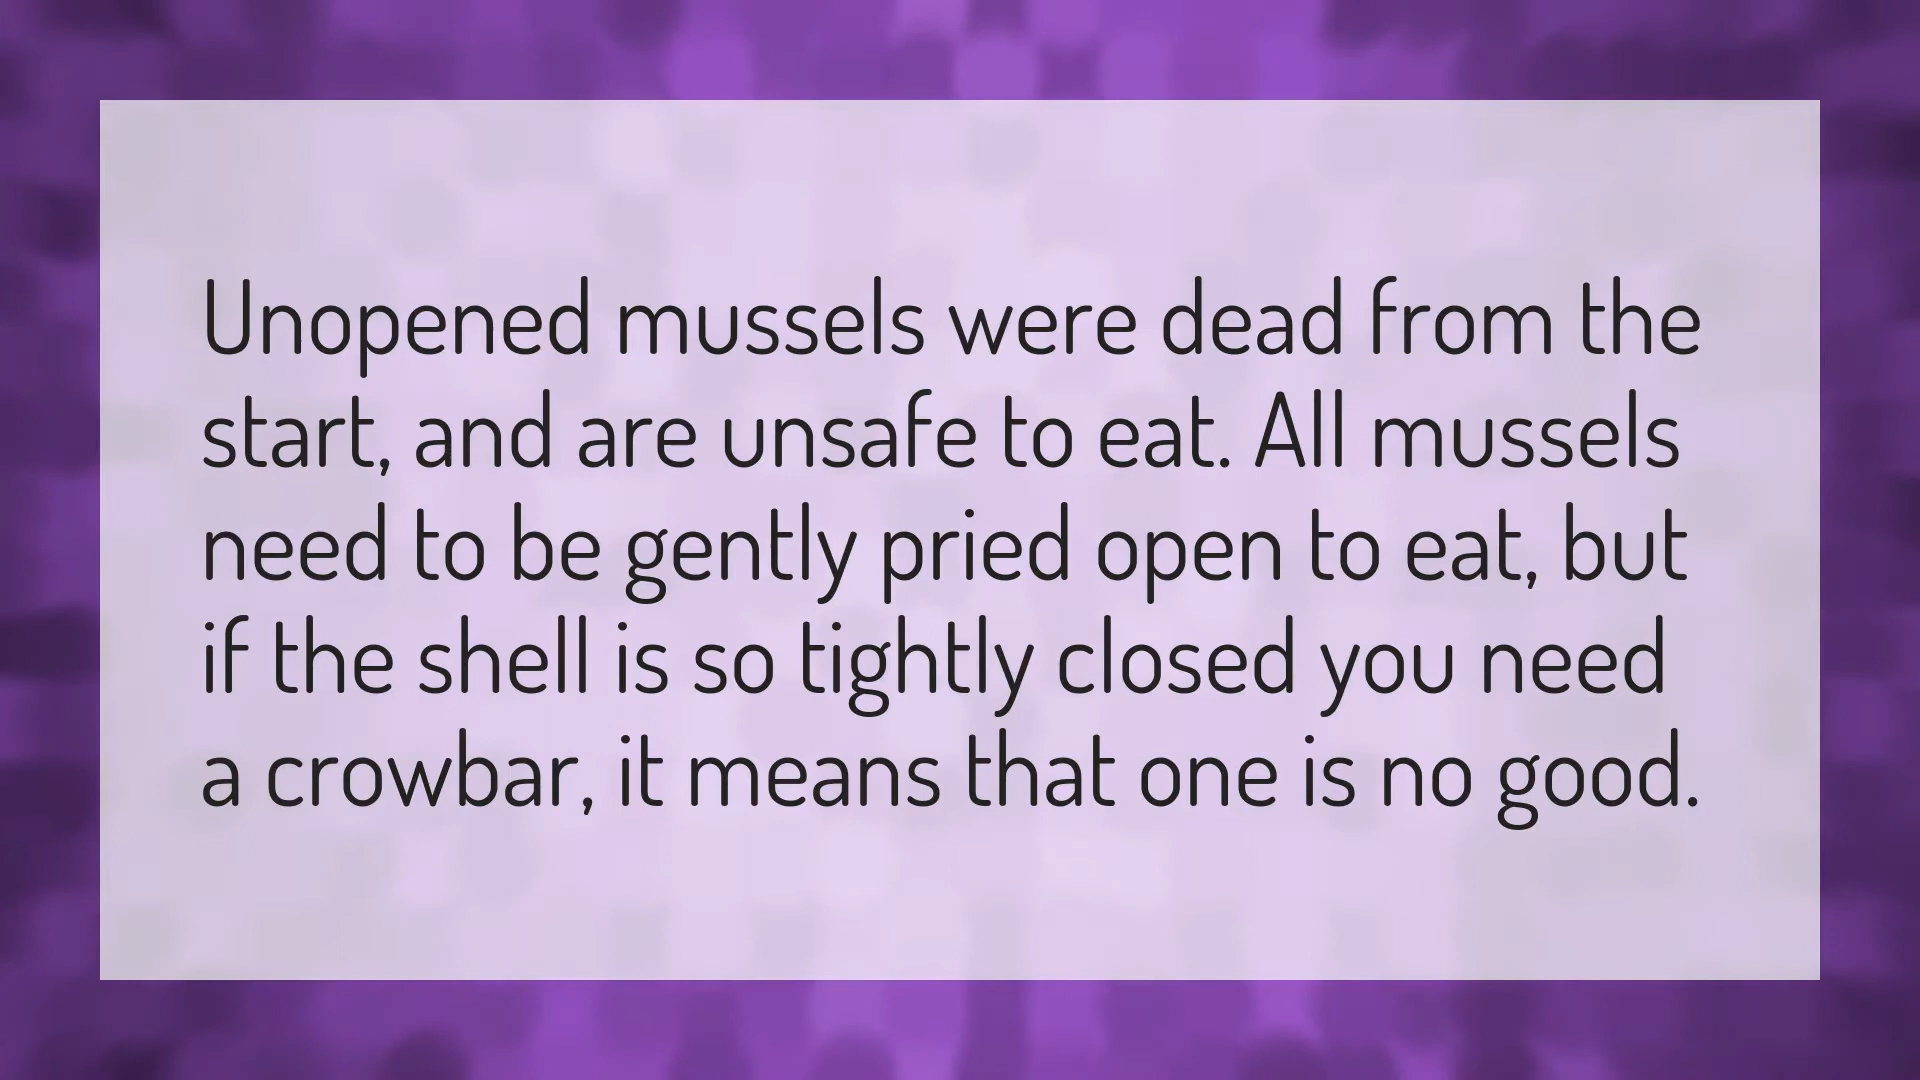 Unopened mussels were dead from the
start, and are unsafe to eat. All mussels
need to be gently pried open to eat, but
if the shell is so tightly closed you need
a crowbar, it means that one is no good.